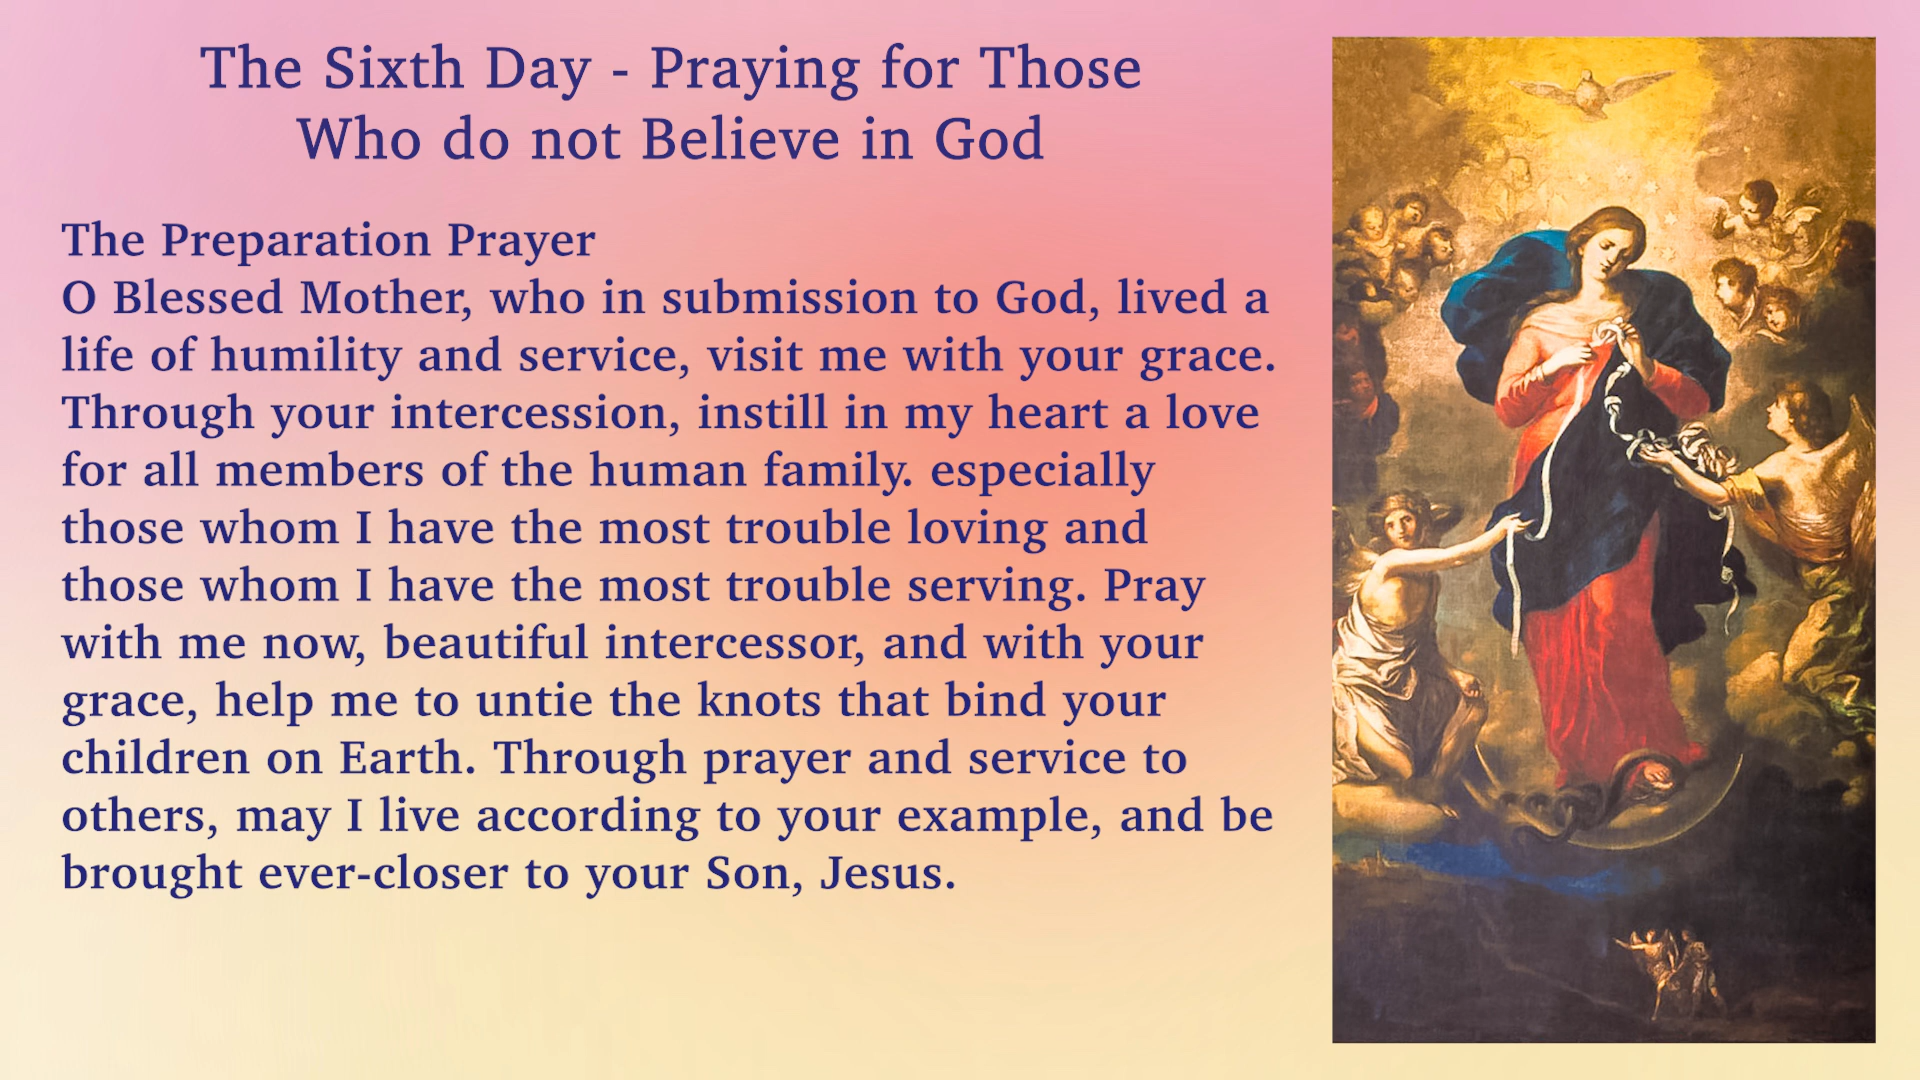 The Sixth Day - Praying for Those
Who do not Believe in God
The Preparation Prayer
O Blessed Mother, who in submission to God, lived a
life of humility and service, visit me with your grace.
Through your intercession, instill in my heart a love
for all members of the human family. especially
those whom I have the most trouble loving and
those whom I have the most trouble serving. Pray
with me now, beautiful intercessor, and with your
grace, help me to untie the knots that bind your
children on Earth. Through prayer and service to
others, may I live according to your example, and be
brought ever-closer to your Son, Jesus.